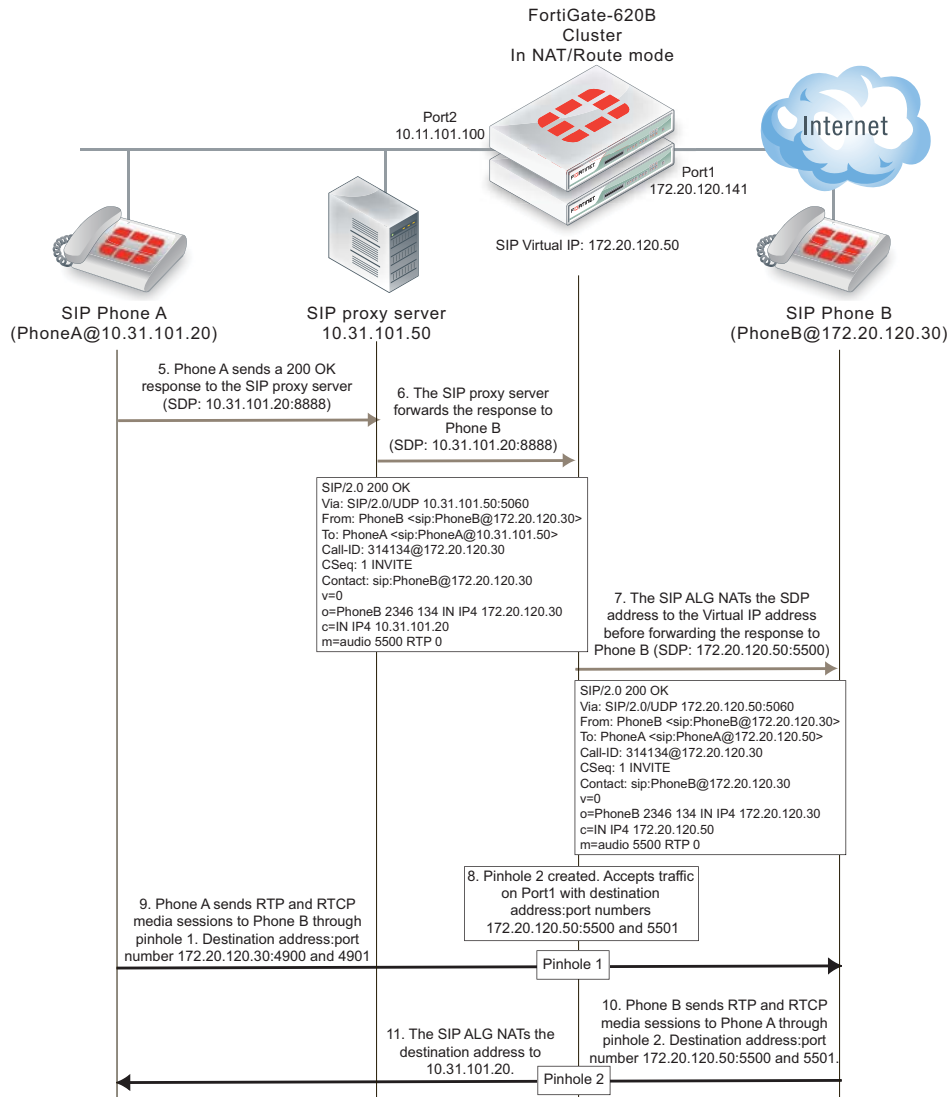 FortiGate-620B
Cluster
In NAT/Route mode
Port2
10.11.101.100
Internet
FORTINET
Port1
172.20.120.141
FORTINET
SIP Virtual IP: 172.20.120.50
SIP Phone A
(PhoneA@10.31.101.20)
SIP proxy server
10.31.101.50
SIP Phone B
(PhoneB@172.20.120.30)
5. Phone A sends a 200 OK
response to the SIP proxy server
(SDP: 10.31.101.20:8888)
6. The SIP proxy server
forwards the response to
Phone B
(SDP: 10.31.101.20:8888)
SIP/2.0 200 OK
Via: SIP/2.0/UDP 10.31.101.50:5060
From: PhoneB <sip:PhoneB@172.20.120.30>
To: PhoneA <sip:PhoneA@10.31.101.50>
Call-ID: 314134@172.20.120.30
CSeq: 1 INVITE
Contact: sip:PhoneB@172.20.120.30
v=0
o=PhoneB 2346 134 IN IP4 172.20.120.30
c=IN IP4 10.31.101.20
m=audio 5500 RTP 0
7. The SIP ALG NATs the SDP
address to the Virtual IP address
before forwarding the response to
Phone B (SDP: 172.20.120.50:5500)
SIP/2.0 200 OK
Via: SIP/2.0/UDP 172.20.120.50:5060
From: PhoneB <sip:PhoneB@172.20.120.30>
To: PhoneA <sip:PhoneA@172.20.120.50>
Call-ID: 314134@172.20.120.30
CSeq: 1 INVITE
Contact: sip:PhoneB@172.20.120.30
v=0
o=PhoneB 2346 134 IN IP4 172.20.120.30
c=IN IP4 172.20.120.50
m=audio 5500 RTP 0
8. Pinhole 2 created. Accepts traffic
on Port1 with destination
address:port numbers
172.20.120.50:5500 and 5501
9. Phone A sends RTP and RTCP
media sessions to Phone B through
pinhole 1. Destination address:port
number 172.20.120.30:4900 and 4901
Pinhole 1
10. Phone B sends RTP and RTCP
media sessions to Phone A through
pinhole 2. Destination address:port
number 172.20.120.50:5500 and 5501.
11. The SIP ALG NATs the
destination address to
10.31.101.20.
Pinhole 2